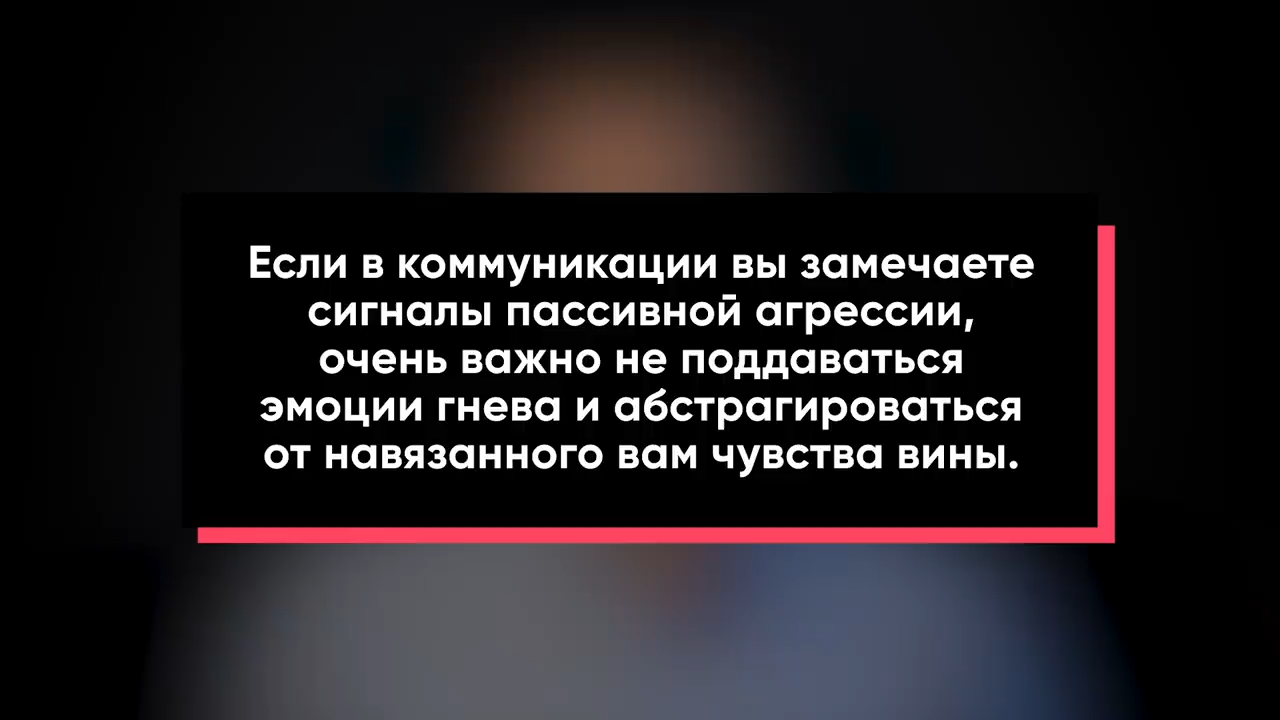 Если в коммуникации вы замечаете
сигналы пассивной агрессии,
очень важно не поддаваться
эмоции гнева и абстрагироваться
от навязанного вам чувства вины.